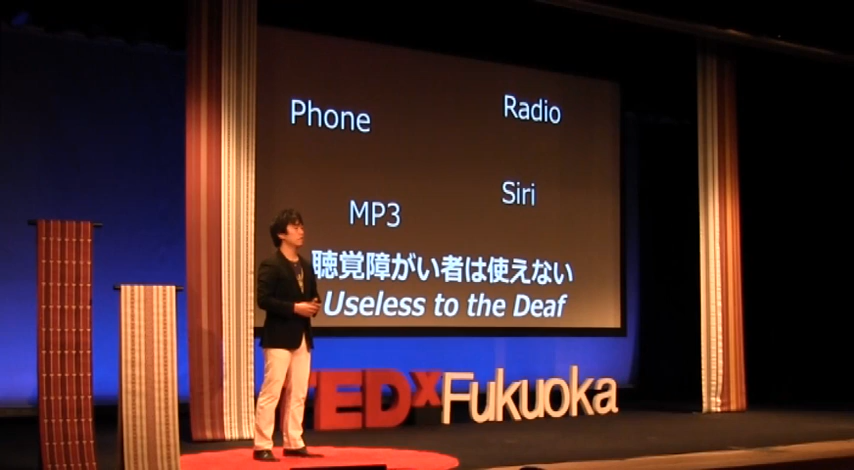 Phone
Radio
MP3
Siri
聴覚障がい者は使えない
Useless to the Deaf
TEDxFukuoka